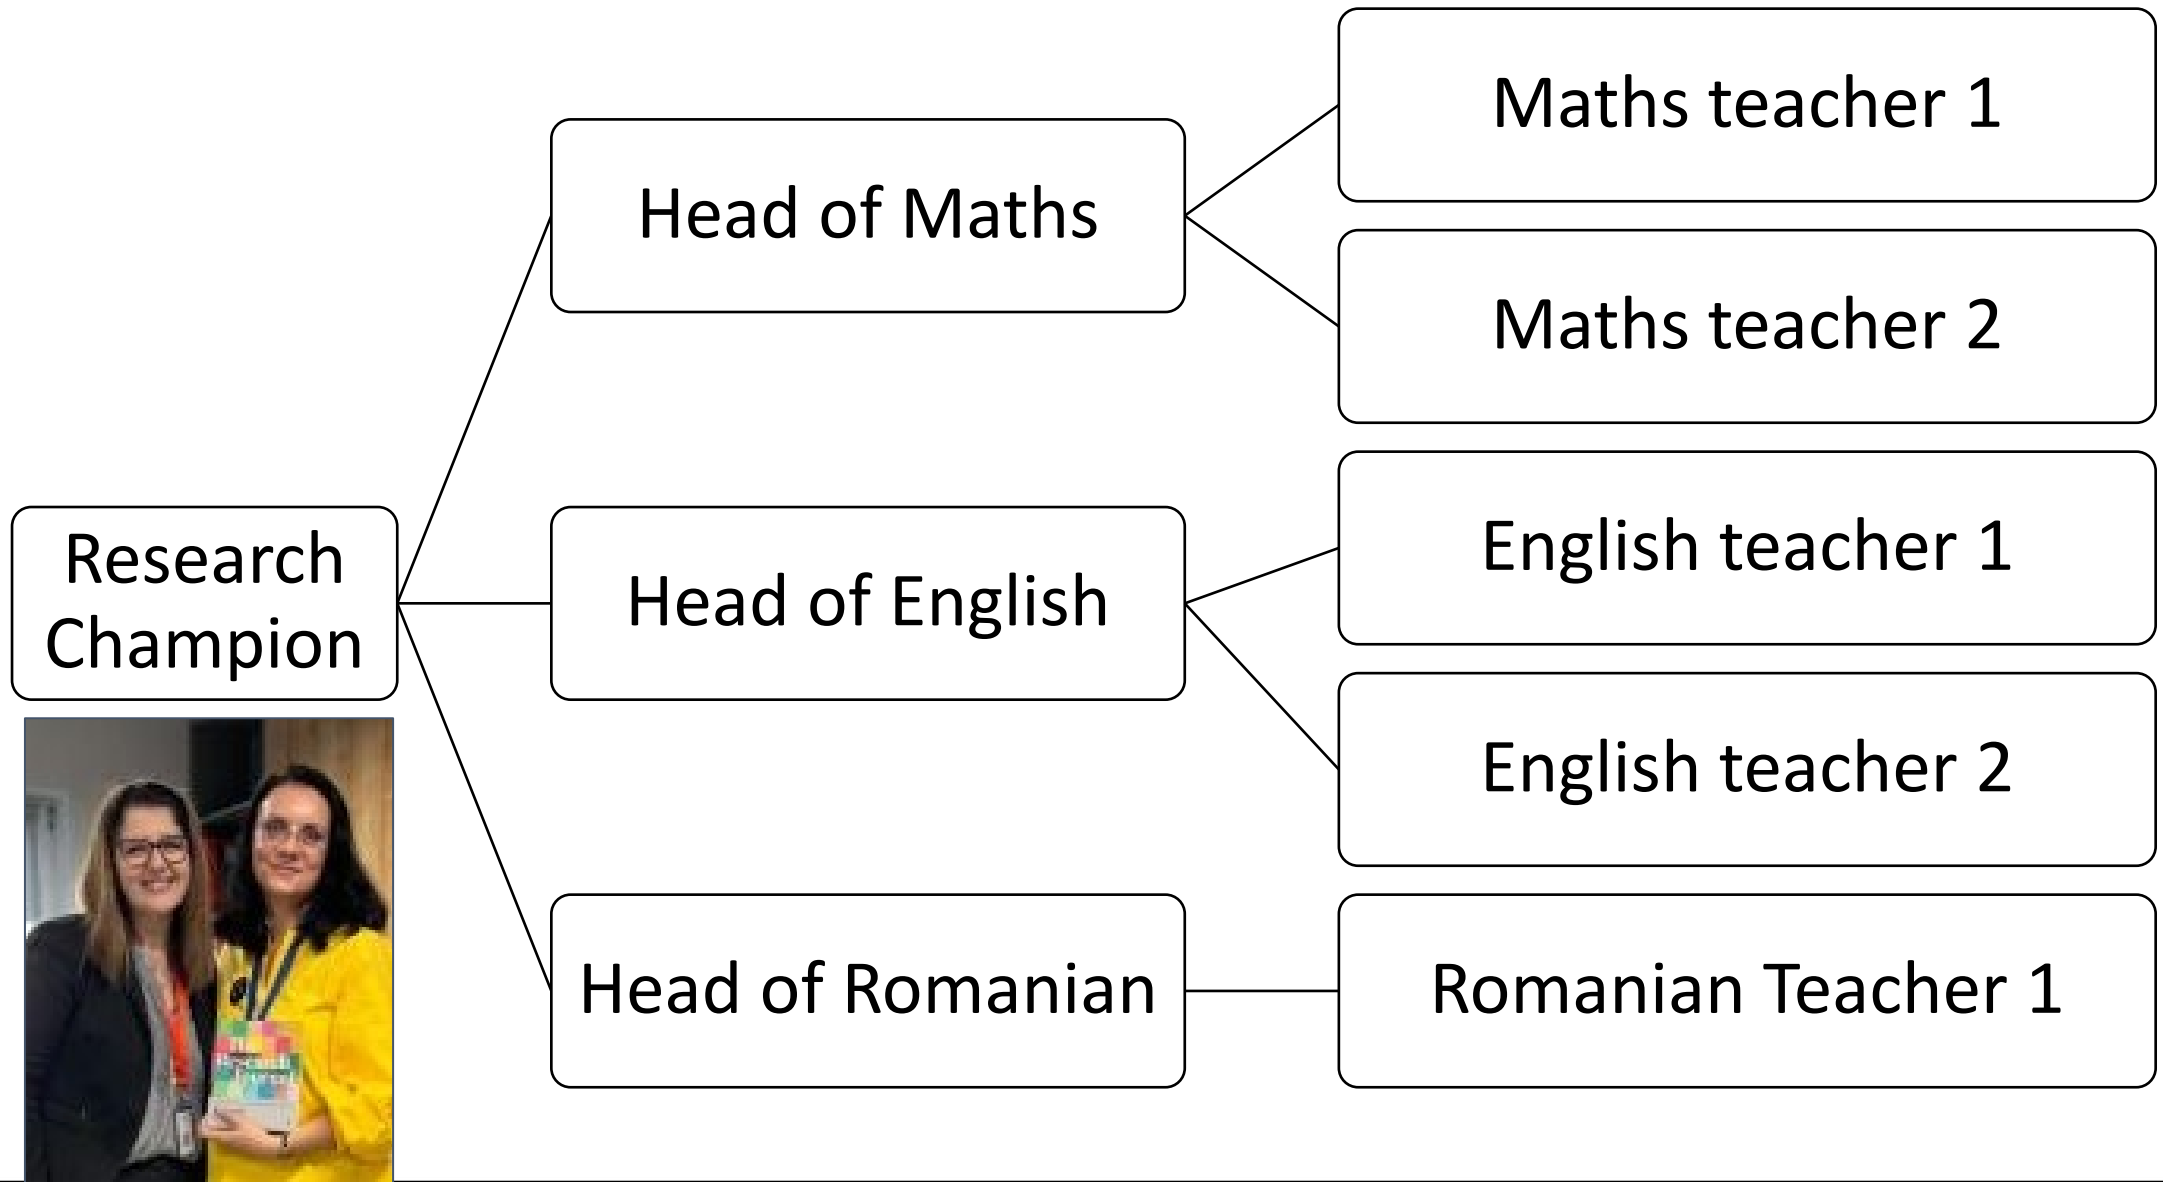 Research
Champion
Head of Maths
Maths teacher 1
Maths teacher 2
Head of English
English teacher 1
English teacher 2
Head of Romanian
Romanian Teacher 1